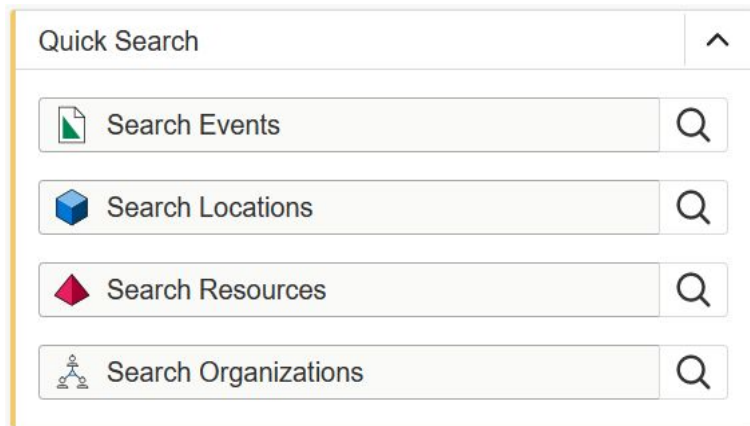 Quick Search
Search Events
Search Locations
Search Resources
Search Organizations